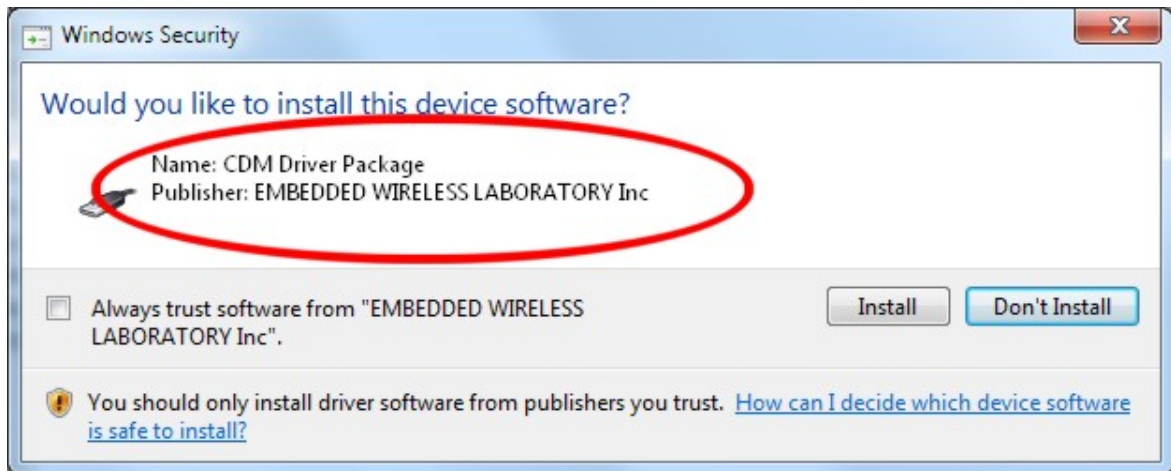 Windows Security
Would you like to install this device software?
Name: CDM Driver Package
Publisher: EMBEDDED WIRELESS LABORATORY Inc
Always trust software from "EMBEDDED WIRELESS
LABORATORY Inc".
Install
Don't Install
You should only install driver software from publishers you trust. How can I decide which device software
is safe to install?